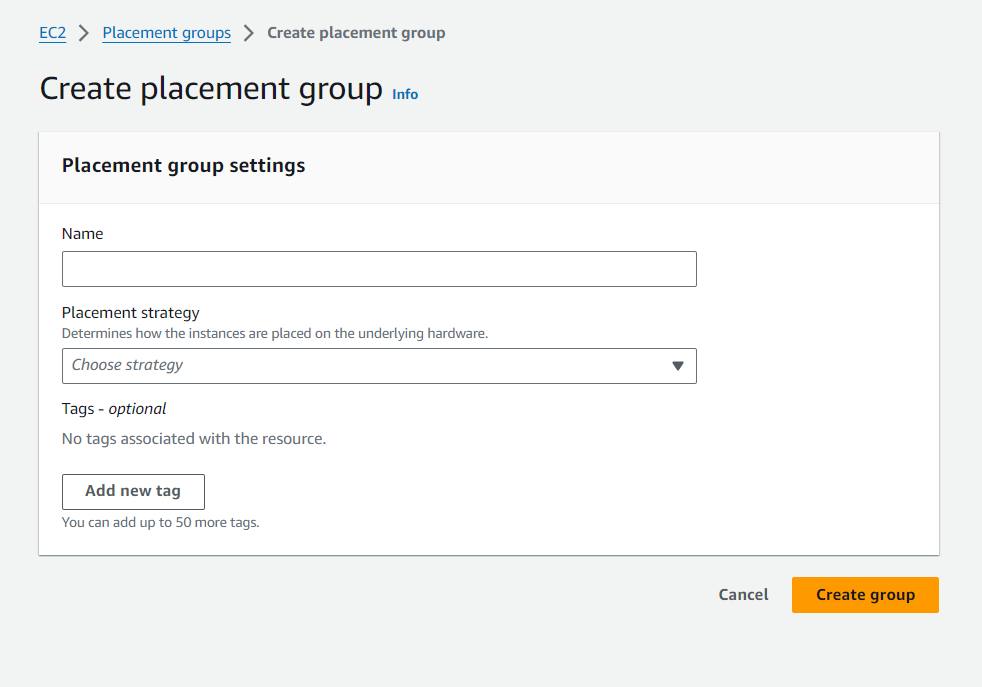 EC2 > Placement groups > Create placement group
Create placement group Info
Placement group settings
Name
Placement strategy
Determines how the instances are placed on the underlying hardware.
Choose strategy
Tags - optional
No tags associated with the resource.
Add new tag
You can add up to 50 more tags.
Cancel Create group